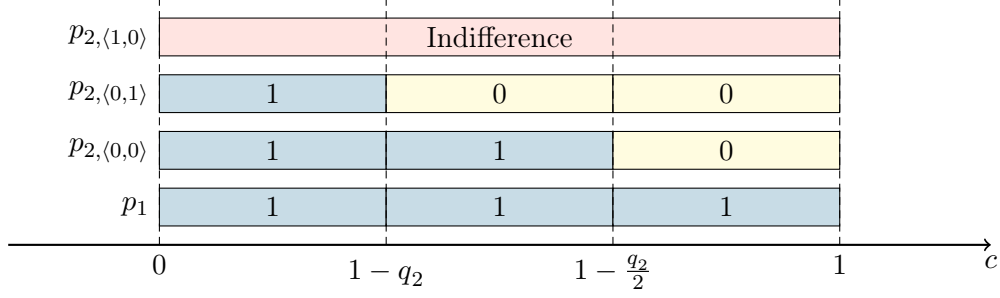 p_{2,⟨1,0⟩} Indifference
p_{2,⟨0,1⟩} 1 0 0
p_{2,⟨0,0⟩} 1 1 0
p_1 1 1 1
0 1 − q_2 1 − \frac{q_2}{2} 1 c